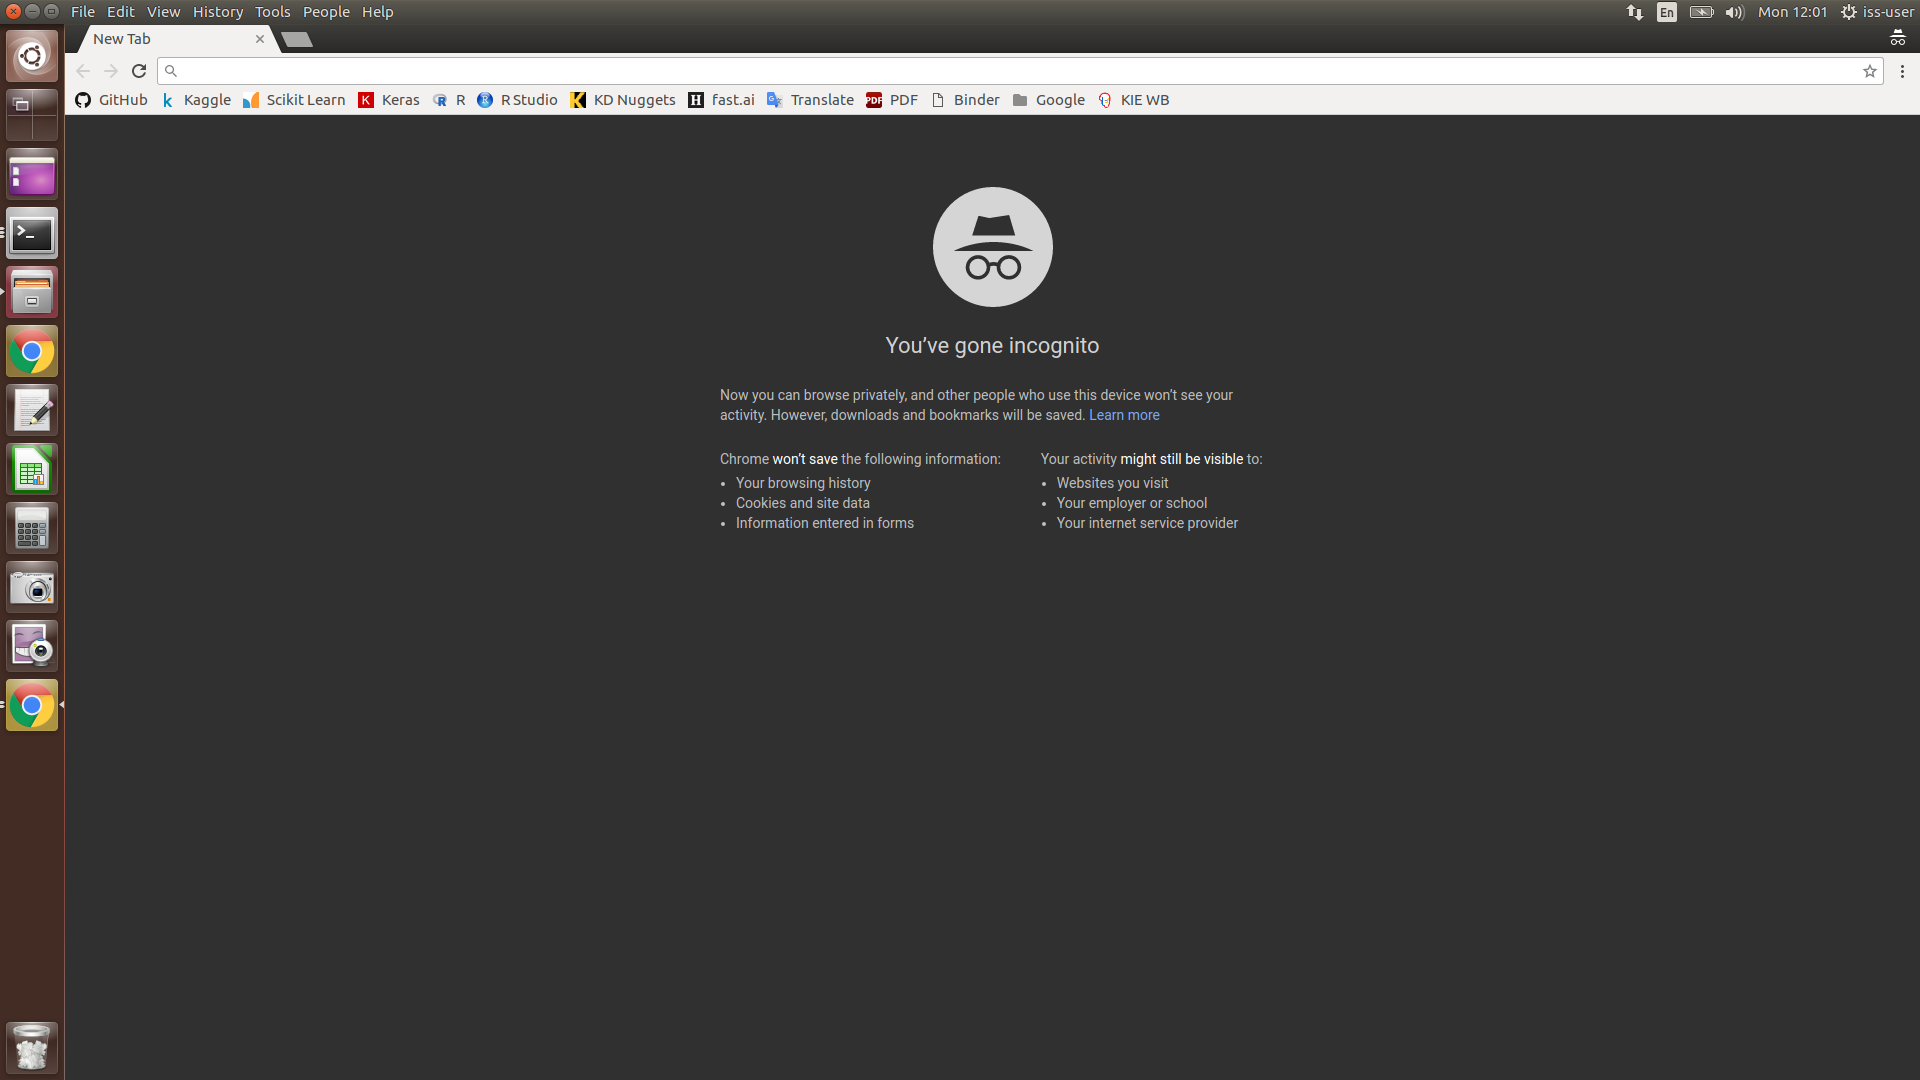 File Edit View History Tools People Help
En Mon 12:01 iss-user
New Tab
GitHub Kaggle Scikit Learn Keras R R Studio KD Nuggets fast.ai Translate PDF Binder Google KIE WB
You’ve gone incognito
Now you can browse privately, and other people who use this device won’t see your
activity. However, downloads and bookmarks will be saved. Learn more
Chrome won’t save the following information:
• Your browsing history
• Cookies and site data
• Information entered in forms
Your activity might still be visible to:
• Websites you visit
• Your employer or school
• Your internet service provider